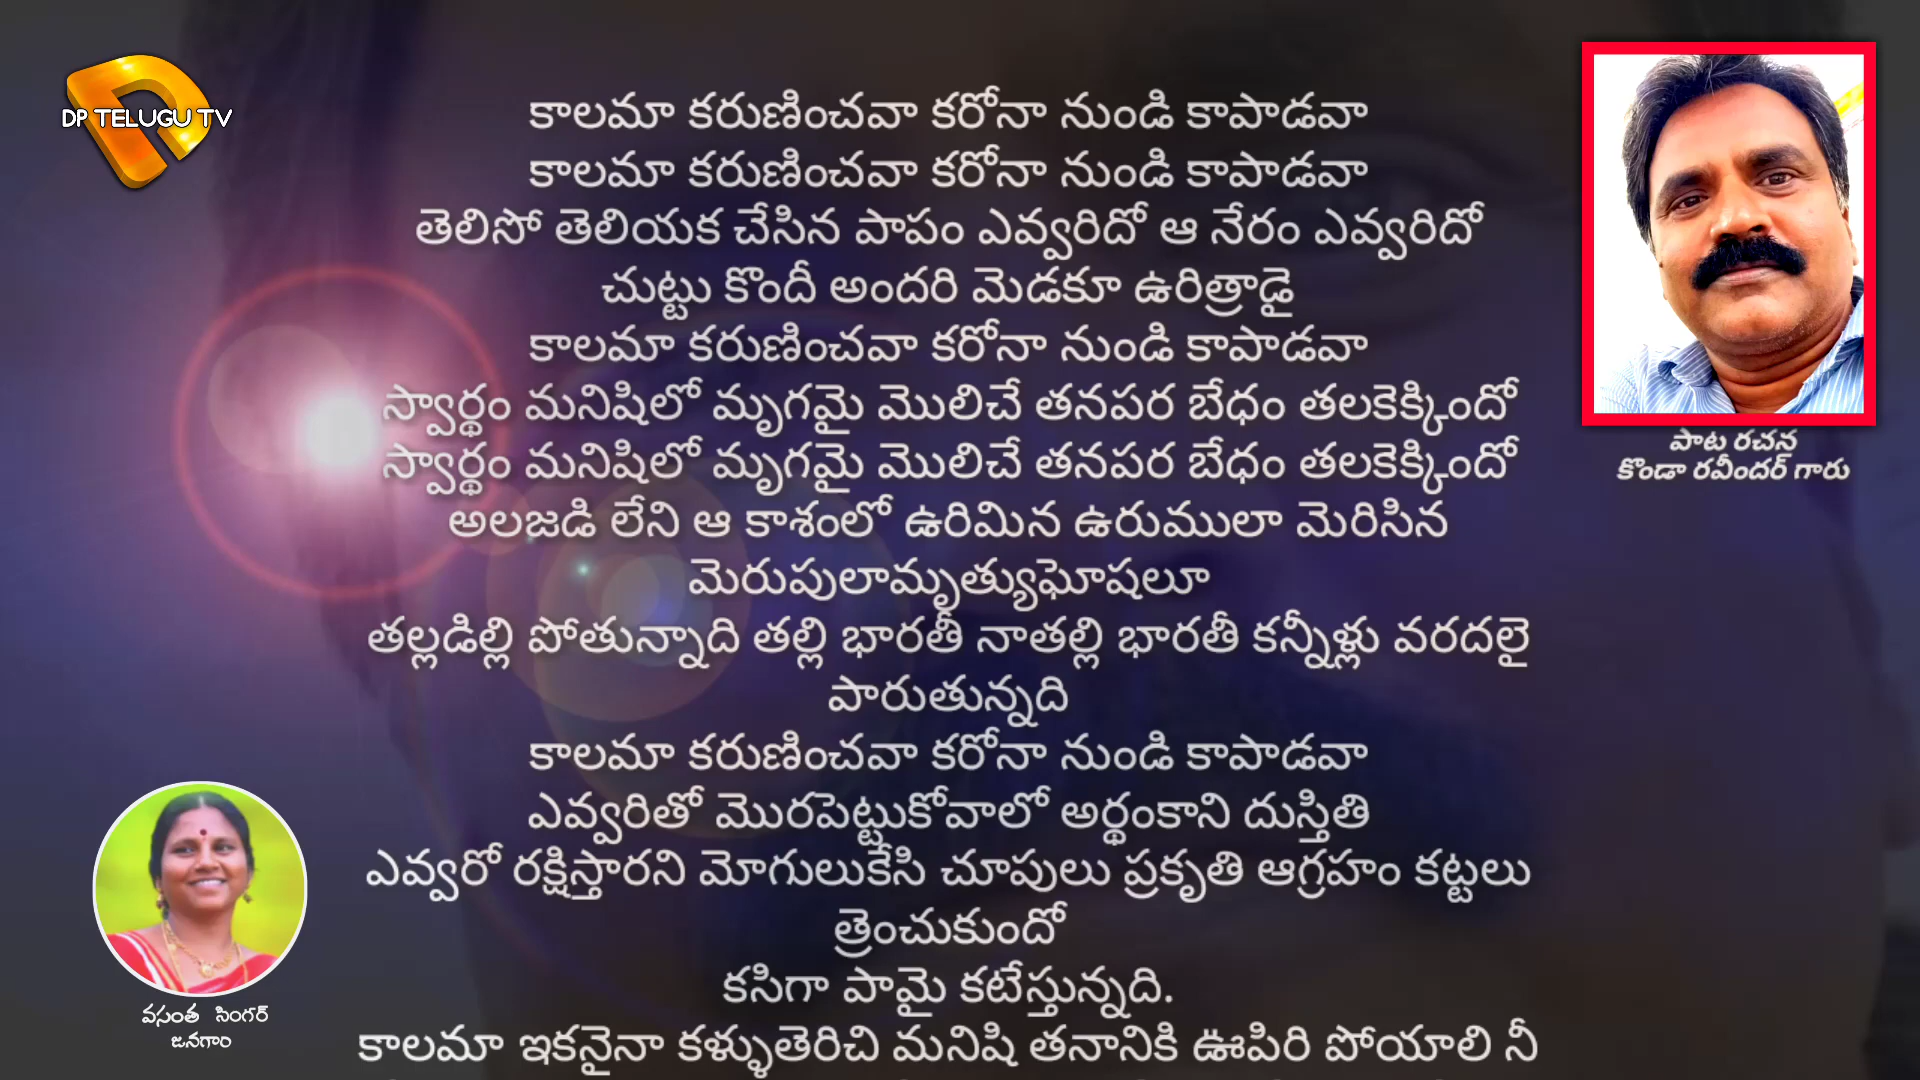 DP TELUGU TV
కాలమా కరుణించవా కరోనా నుండి కాపాడవా
కాలమా కరుణించవా కరోనా నుండి కాపాడవా
తెలిసో తెలియక చేసిన పాపం ఎవ్వరిదో ఆ నేరం ఎవ్వరిదో
చుట్టు కొందీ అందరి మెడకూ ఉరిత్రాడై
కాలమా కరుణించవా కరోనా నుండి కాపాడవా
స్వార్థం మనిషిలో మృగమై మొలిచే తనపర బేధం తలకెక్కిందో
స్వార్థం మనిషిలో మృగమై మొలిచే తనపర బేధం తలకెక్కిందో
అలజడి లేని ఆ కాశంలో ఉరిమిన ఉరుములా మెరిసిన
మెరుపులామృత్యుఘోషలూ
తల్లడిల్లి పోతున్నాది తల్లి భారతీ నాతల్లి భారతీ కన్నీళ్లు వరదలై
పారుతున్నది
కాలమా కరుణించవా కరోనా నుండి కాపాడవా
ఎవ్వరితో మొరపెట్టుకోవాలో అర్థంకాని దుస్తితి
ఎవ్వరో రక్షిస్తారని మోగులుకేసి చూపులు ప్రకృతి ఆగ్రహం కట్టలు
త్రెంచుకుందో
కసిగా పామై కటేస్తున్నది.
కాలమా ఇకనైనా కళ్ళుతెరిచి మనిషి తనానికి ఊపిరి పోయాలి నీ
పాట రచన
కొండా రవీందర్ గారు
వసంత సింగర్
జనగాం